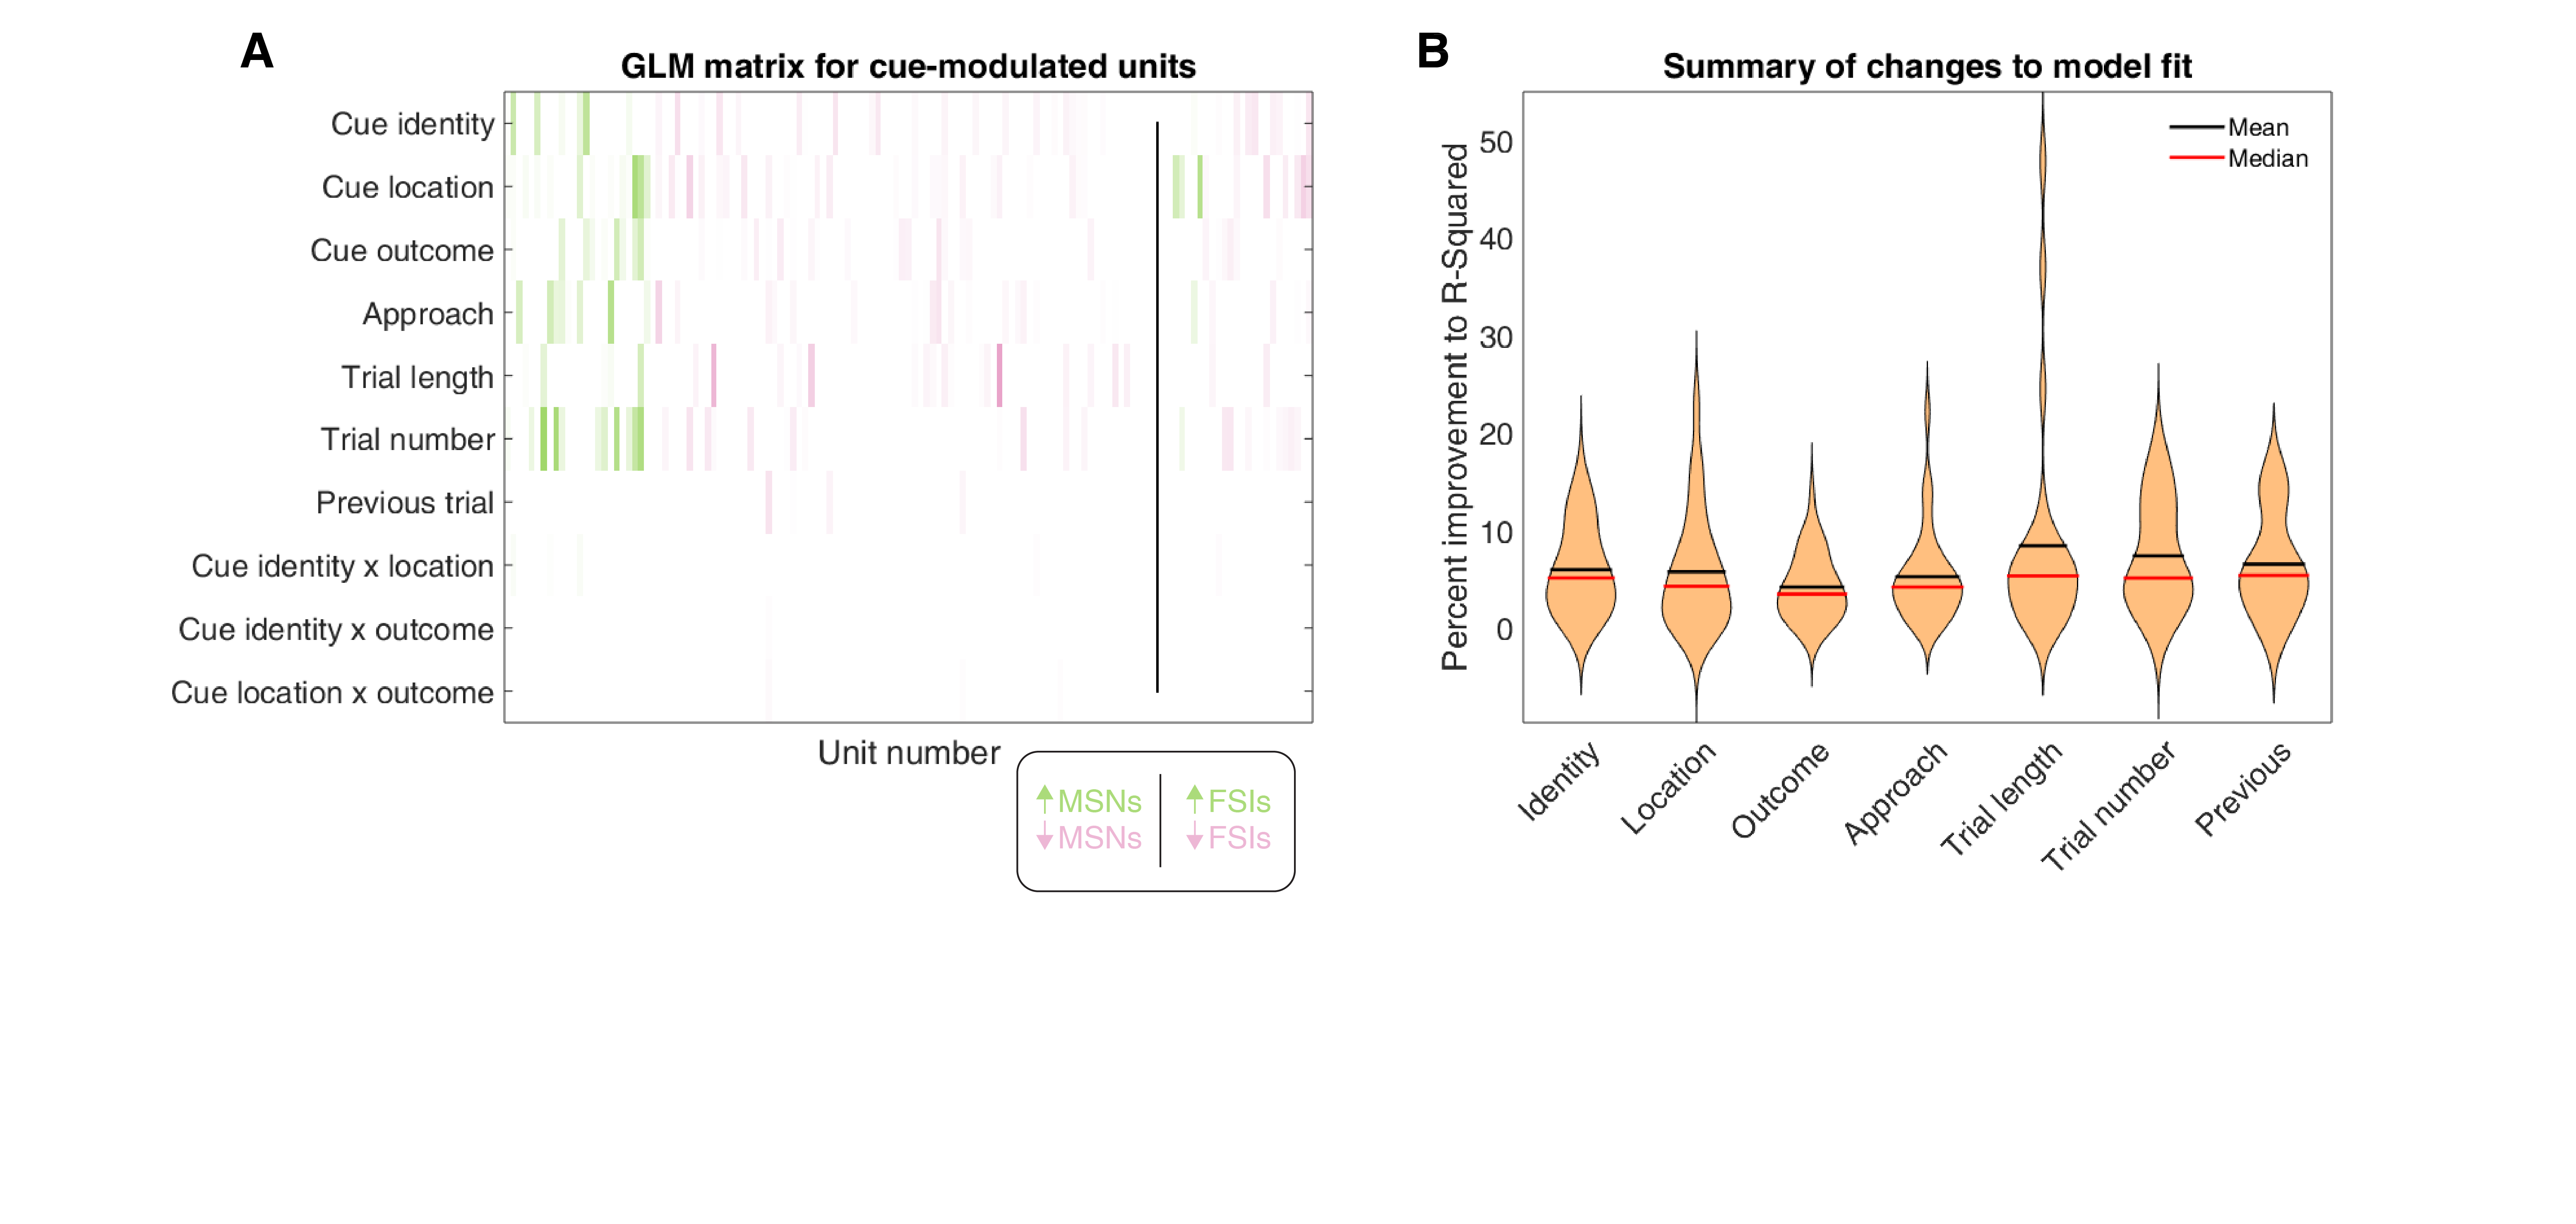 A
GLM matrix for cue-modulated units
Cue identity
Cue location
Cue outcome
Approach
Trial length
Trial number
Previous trial
Cue identity x location
Cue identity x outcome
Cue location x outcome
Unit number
↑MSNs
↓MSNs
↑FSIs
↓FSIs
B
Summary of changes to model fit
Percent improvement to R-Squared
50
40
30
20
10
0
Mean
Median
Identity
Location
Outcome
Approach
Trial length
Trial number
Previous